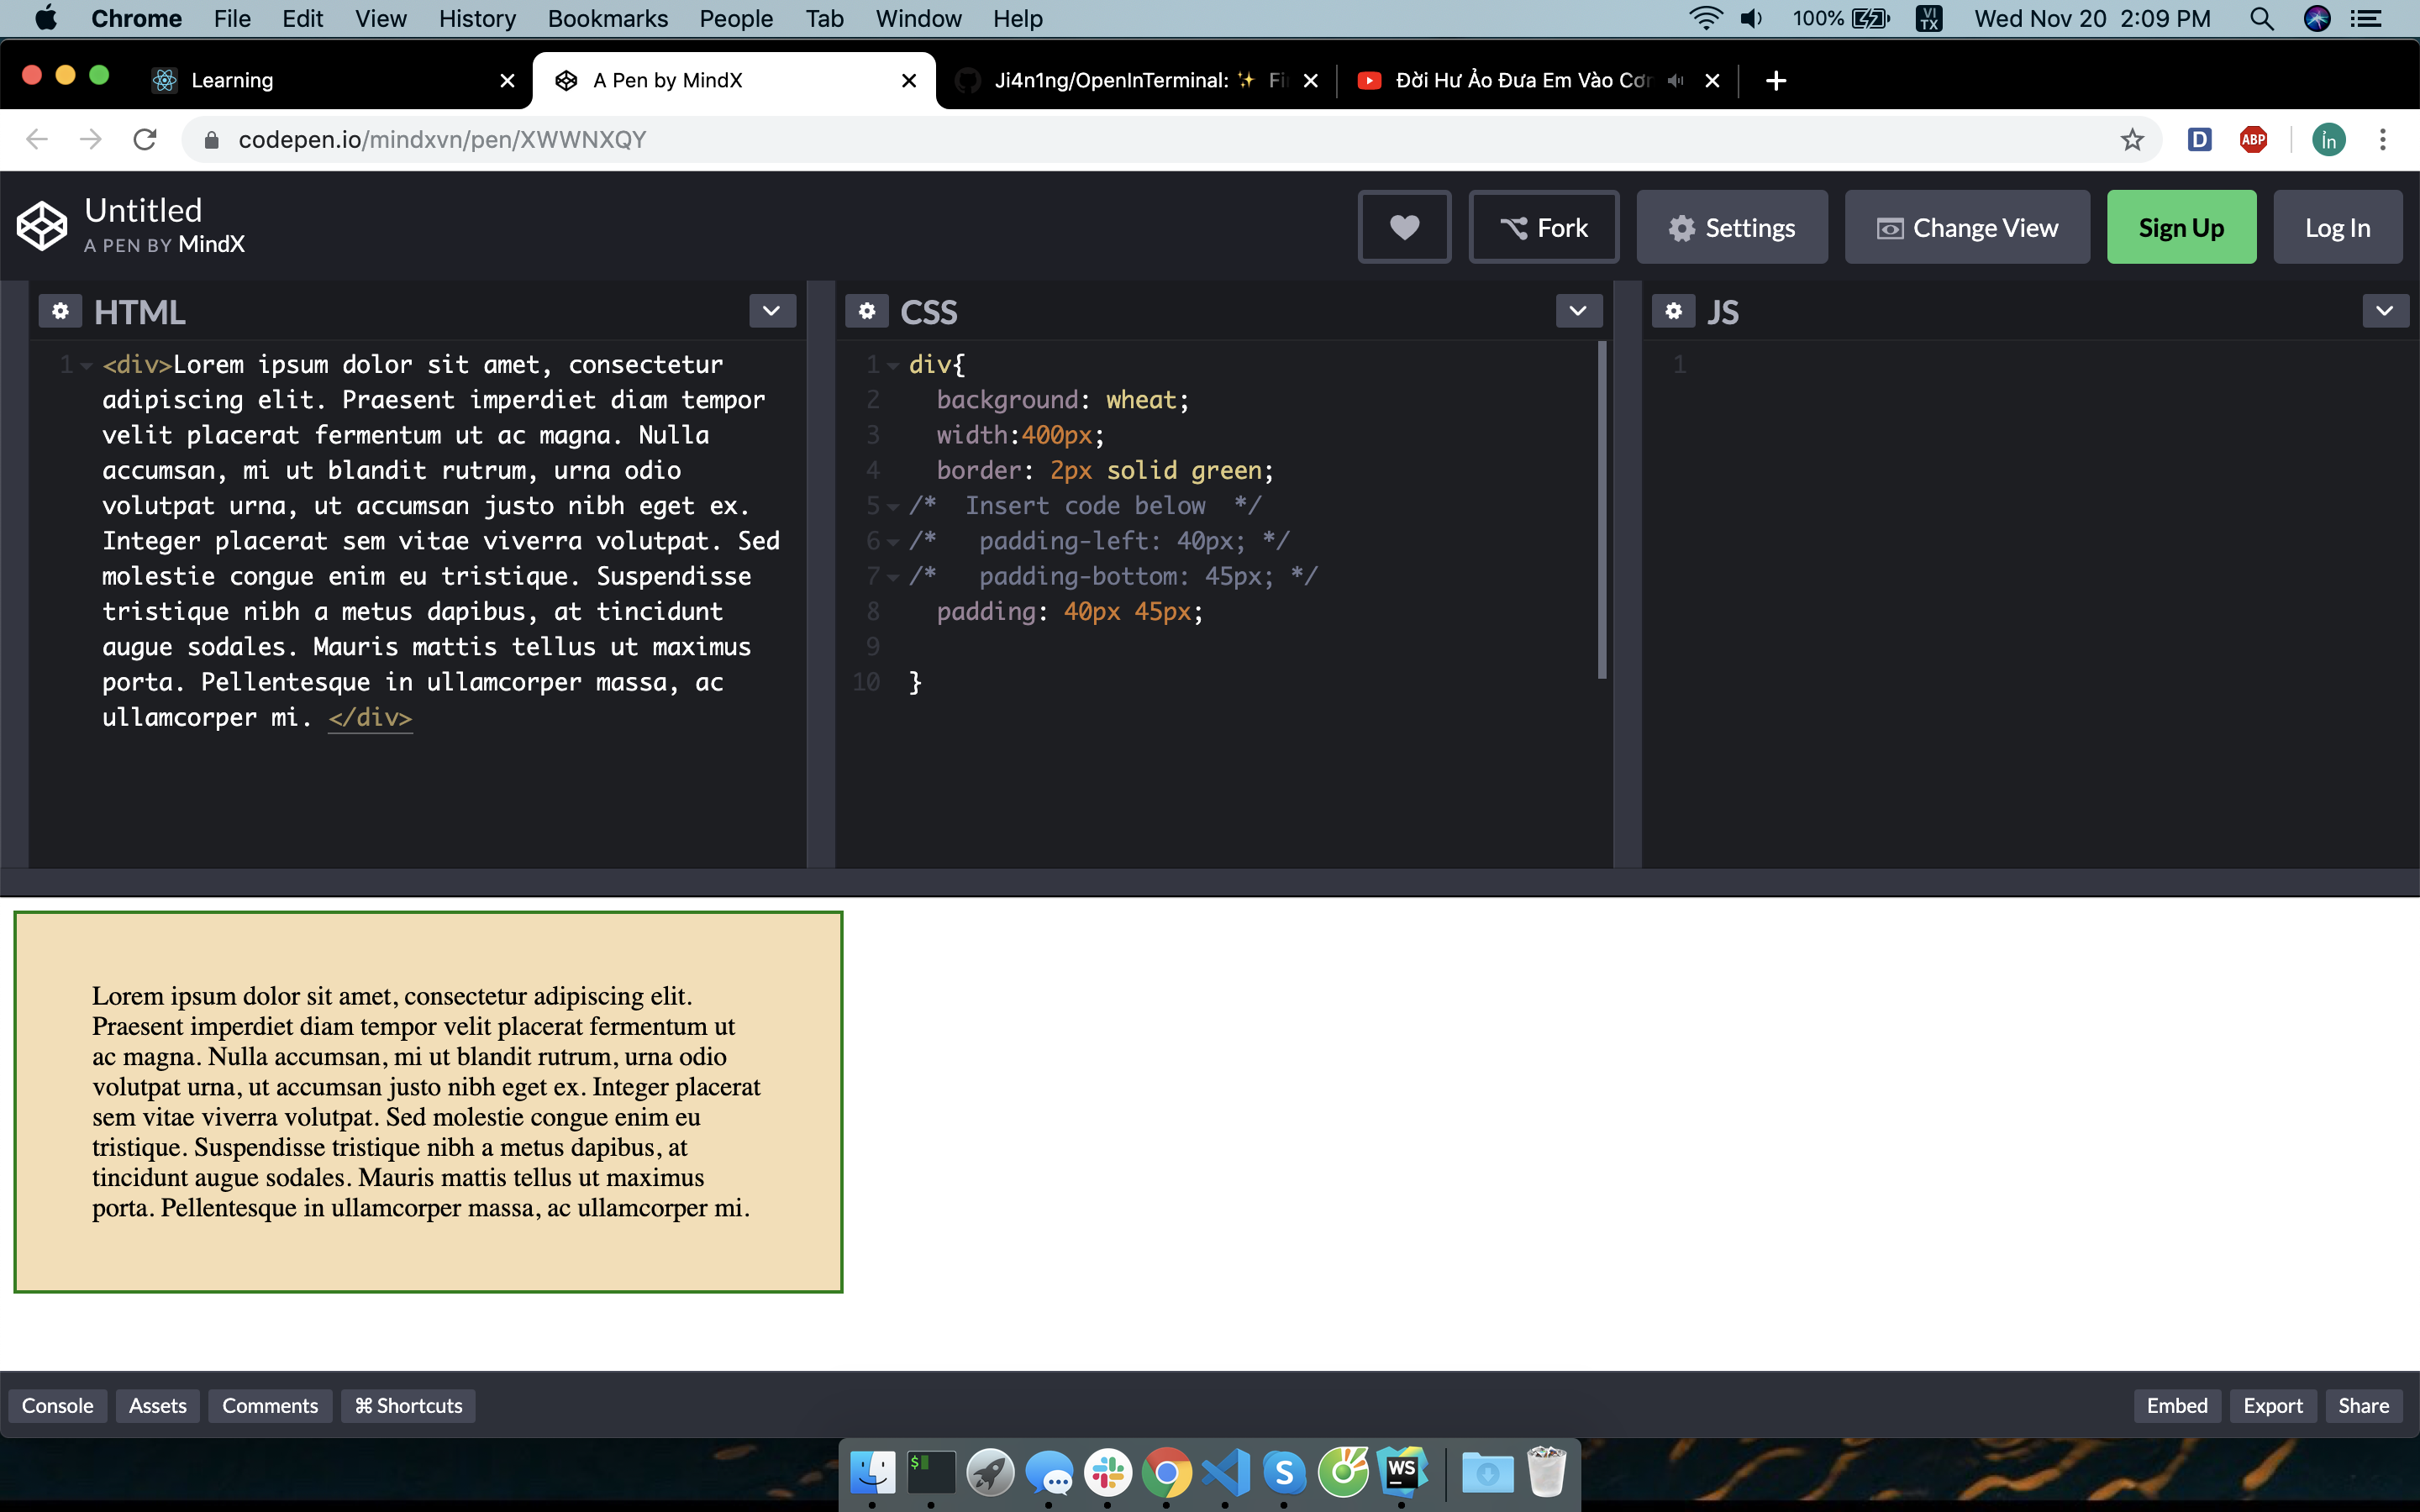 Chrome File Edit View History Bookmarks People Tab Window Help
100% VI TX Wed Nov 20 2:09 PM
Learning
A Pen by MindX
Ji4n1ng/OpenInTerminal: ✨ Fi
Đời Hư Ảo Đưa Em Vào Cơn
codepen.io/mindxvn/pen/XWWNXQY
D ABP in
Untitled
A PEN BY MindX
Fork Settings Change View Sign Up Log In
HTML
1 <div>Lorem ipsum dolor sit amet, consectetur
adipiscing elit. Praesent imperdiet diam tempor
velit placerat fermentum ut ac magna. Nulla
accumsan, mi ut blandit rutrum, urna odio
volutpat urna, ut accumsan justo nibh eget ex.
Integer placerat sem vitae viverra volutpat. Sed
molestie congue enim eu tristique. Suspendisse
tristique nibh a metus dapibus, at tincidunt
augue sodales. Mauris mattis tellus ut maximus
porta. Pellentesque in ullamcorper massa, ac
ullamcorper mi. </div>
CSS
1 div{
2 background: wheat;
3 width:400px;
4 border: 2px solid green;
5 /* Insert code below */
6 /* padding-left: 40px; */
7 /* padding-bottom: 45px; */
8 padding: 40px 45px;
9
10 }
JS
1
Lorem ipsum dolor sit amet, consectetur adipiscing elit.
Praesent imperdiet diam tempor velit placerat fermentum ut
ac magna. Nulla accumsan, mi ut blandit rutrum, urna odio
volutpat urna, ut accumsan justo nibh eget ex. Integer placerat
sem vitae viverra volutpat. Sed molestie congue enim eu
tristique. Suspendisse tristique nibh a metus dapibus, at
tincidunt augue sodales. Mauris mattis tellus ut maximus
porta. Pellentesque in ullamcorper massa, ac ullamcorper mi.
Console Assets Comments ⌘ Shortcuts
Embed Export Share
$ S WS